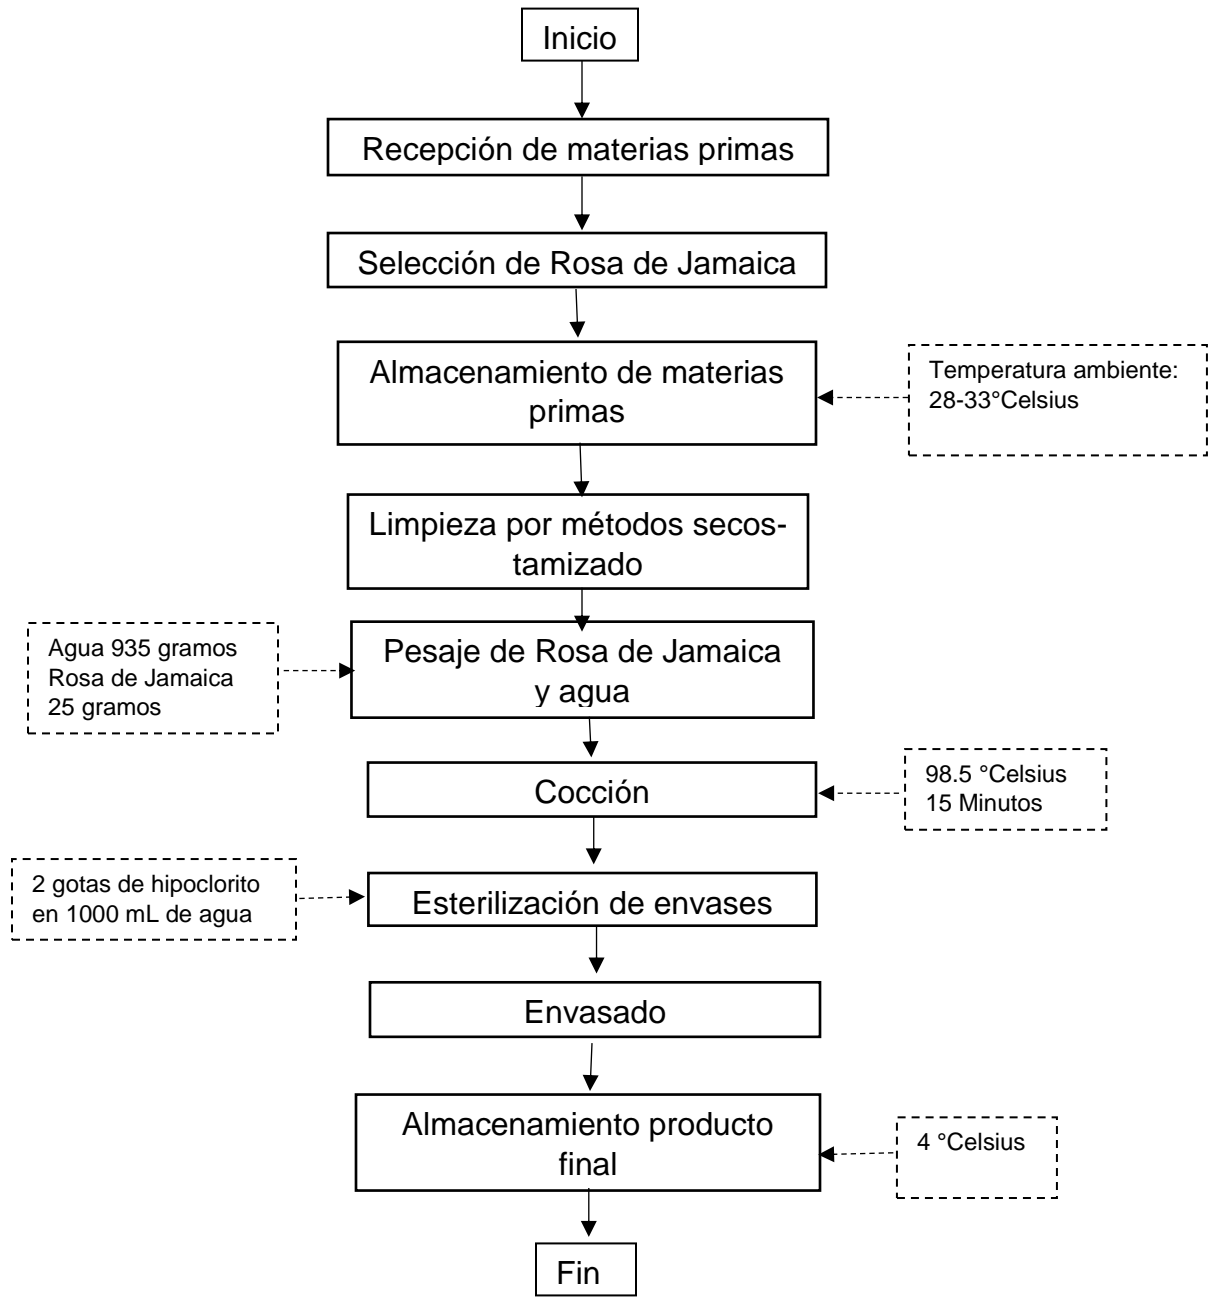 Inicio
Recepción de materias primas
Selección de Rosa de Jamaica
Almacenamiento de materias
primas
Temperatura ambiente:
28-33°Celsius
Limpieza por métodos secos-
tamizado
Agua 935 gramos
Rosa de Jamaica
25 gramos
Pesaje de Rosa de Jamaica
y agua
Cocción
98.5 °Celsius
15 Minutos
2 gotas de hipoclorito
en 1000 mL de agua
Esterilización de envases
Envasado
Almacenamiento producto
final
4 °Celsius
Fin